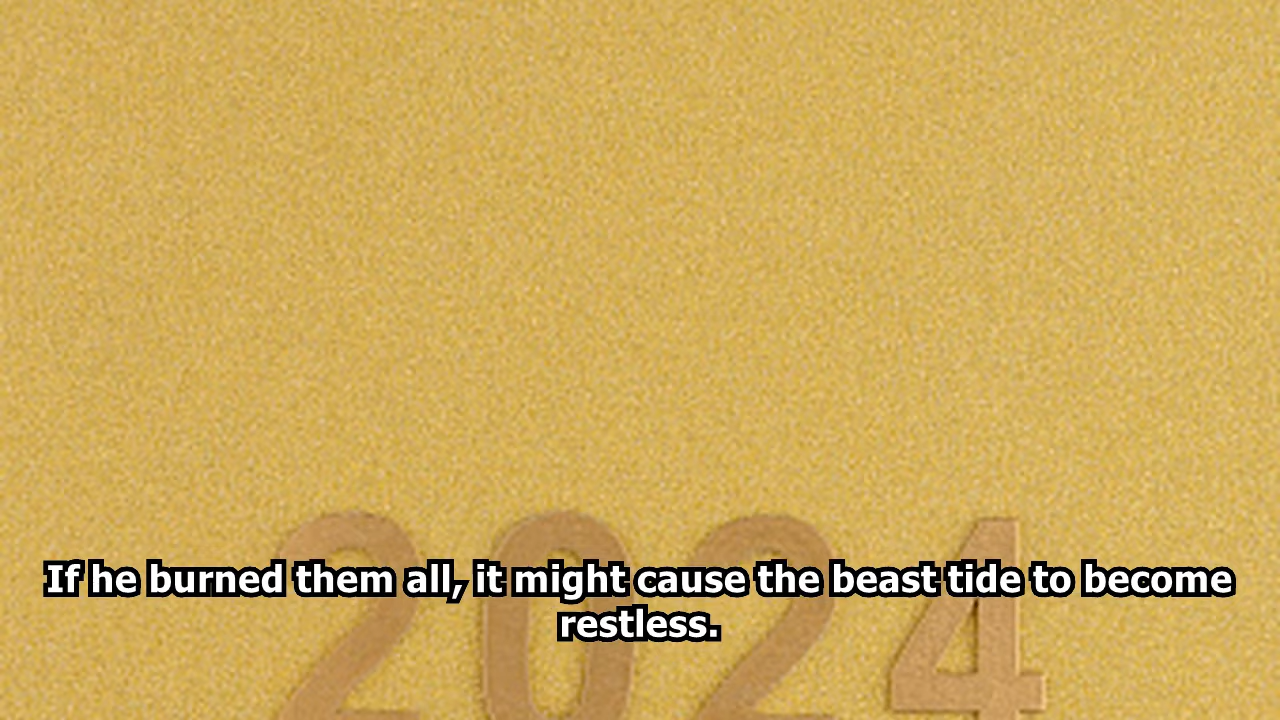 2024
If he burned them all, it might cause the beast tide to become
restless.